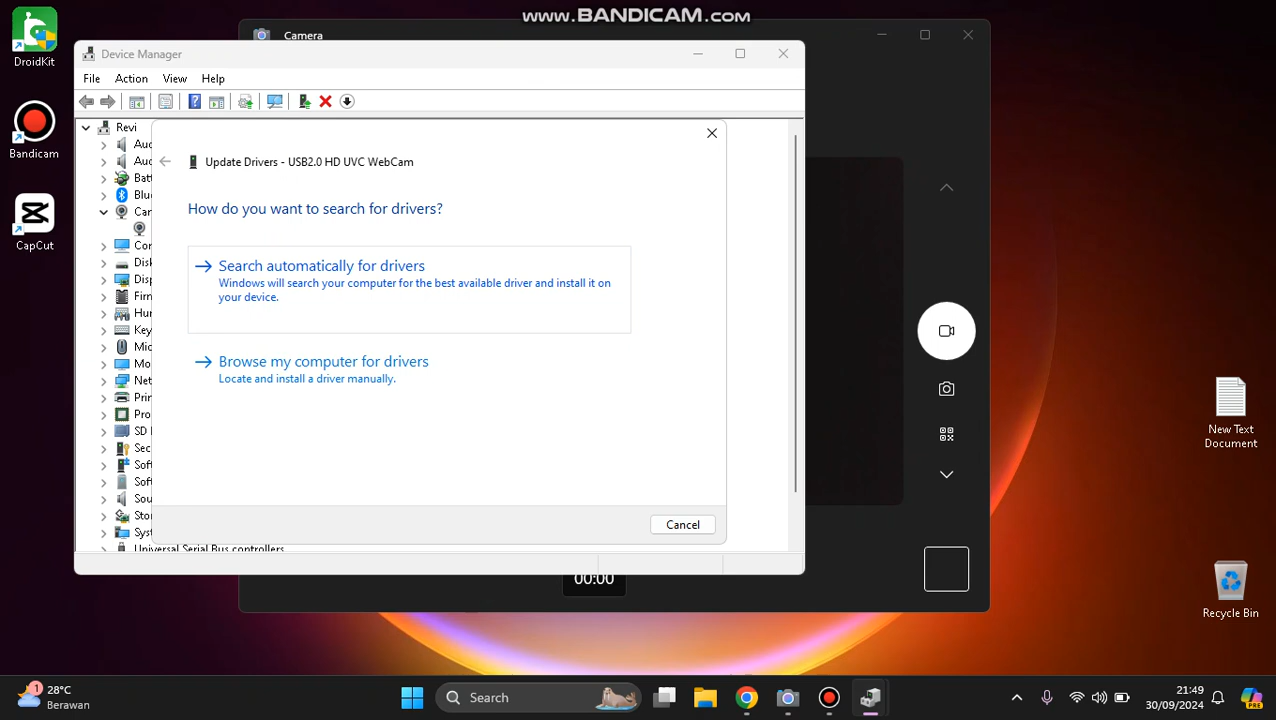 www.BANDICAM.com
DroidKit
Bandicam
CapCut
Camera
Device Manager
File Action View Help
Revi
Update Drivers - USB2.0 HD UVC WebCam
How do you want to search for drivers?
Search automatically for drivers
Windows will search your computer for the best available driver and install it on
your device.
Browse my computer for drivers
Locate and install a driver manually.
Cancel
Universal Serial Bus controllers
00:00
New Text
Document
Recycle Bin
1
28°C
Berawan
Search
21:49
30/09/2024
PRE